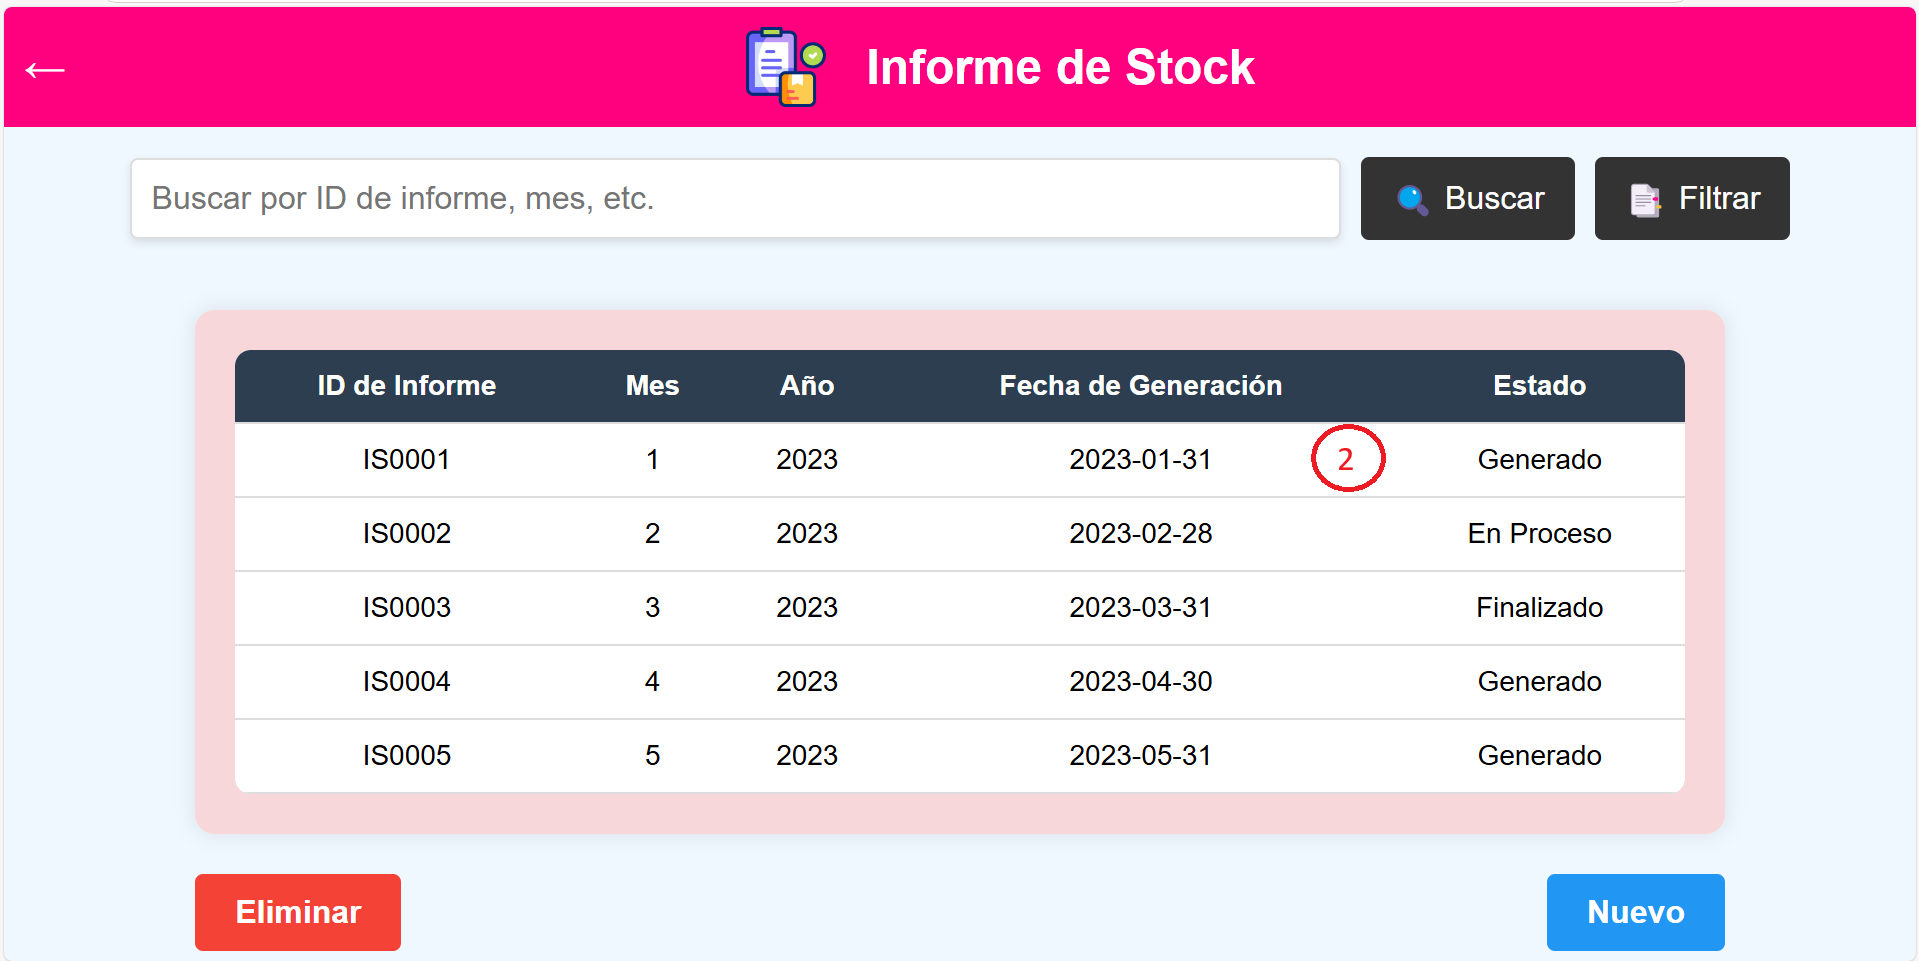 ←
Informe de Stock
Buscar por ID de informe, mes, etc.
Buscar
Filtrar
ID de Informe Mes Año Fecha de Generación Estado
IS0001 1 2023 2023-01-31 2 Generado
IS0002 2 2023 2023-02-28 En Proceso
IS0003 3 2023 2023-03-31 Finalizado
IS0004 4 2023 2023-04-30 Generado
IS0005 5 2023 2023-05-31 Generado
Eliminar
Nuevo